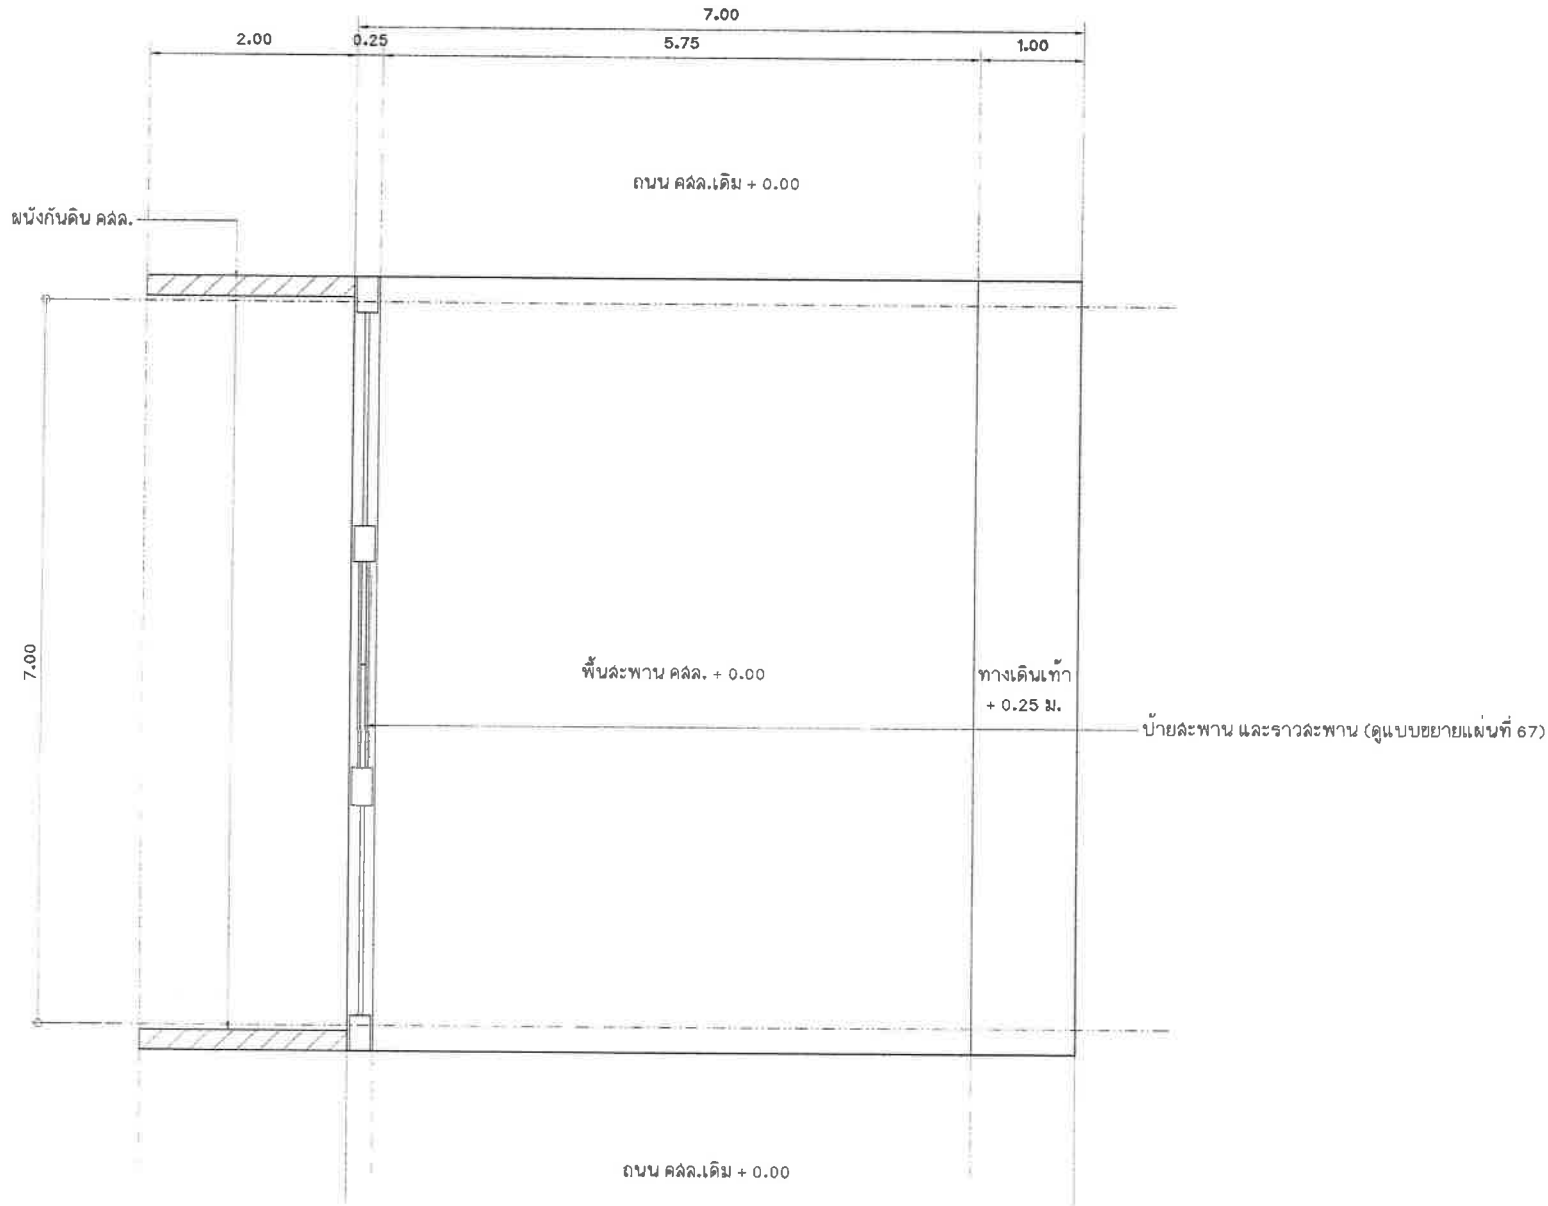 7.00
2.00 0.25 5.75 1.00
ถนน คสล.เดิม + 0.00
ผนังกันดิน คสล.
7.00
พื้นสะพาน คสล. + 0.00
ทางเดินเท้า
+ 0.25 ม.
ป้ายสะพาน และราวสะพาน (ดูแบบขยายแผ่นที่ 67)
ถนน คสล.เดิม + 0.00